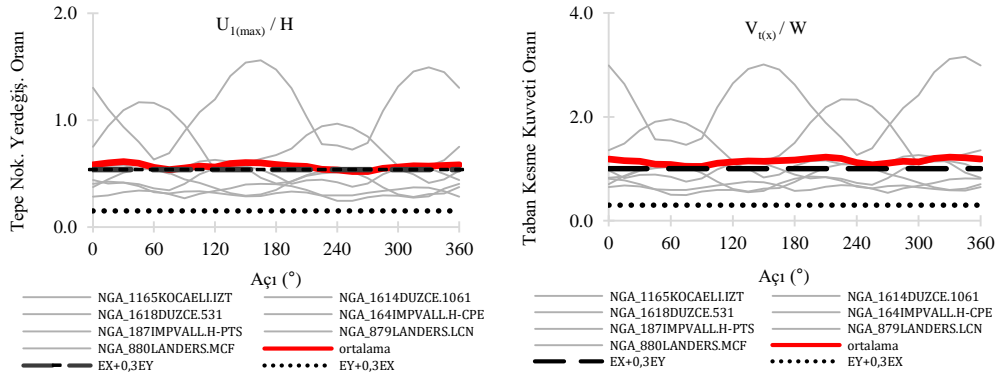 U1(max) / H
Tepe Nok. Yerdeğiş. Oranı
2.0
1.0
0.0
0 60 120 180 240 300 360
Açı (°)
NGA_1165KOCAELI.IZT NGA_1614DUZCE.1061
NGA_1618DUZCE.531 NGA_164IMPVALL.H-CPE
NGA_187IMPVALL.H-PTS NGA_879LANDERS.LCN
NGA_880LANDERS.MCF ortalama
EX+0,3EY EY+0,3EX
Vt(x) / W
Taban Kesme Kuvveti Oranı
4.0
2.0
0.0
0 60 120 180 240 300 360
Açı (°)
NGA_1165KOCAELI.IZT NGA_1614DUZCE.1061
NGA_1618DUZCE.531 NGA_164IMPVALL.H-CPE
NGA_187IMPVALL.H-PTS NGA_879LANDERS.LCN
NGA_880LANDERS.MCF ortalama
EX+0,3EY EY+0,3EX